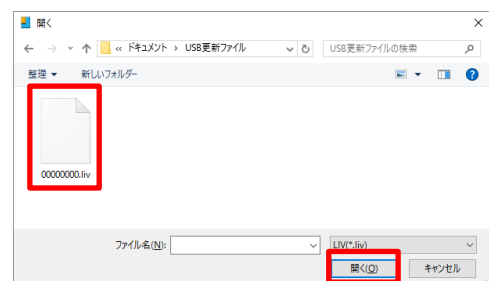 開く
« ドキュメント › USB更新ファイル
USB更新ファイルの検索
整理 新しいフォルダー
00000000.liv
ファイル名(N):
LIV(*.liv)
開く(O) キャンセル